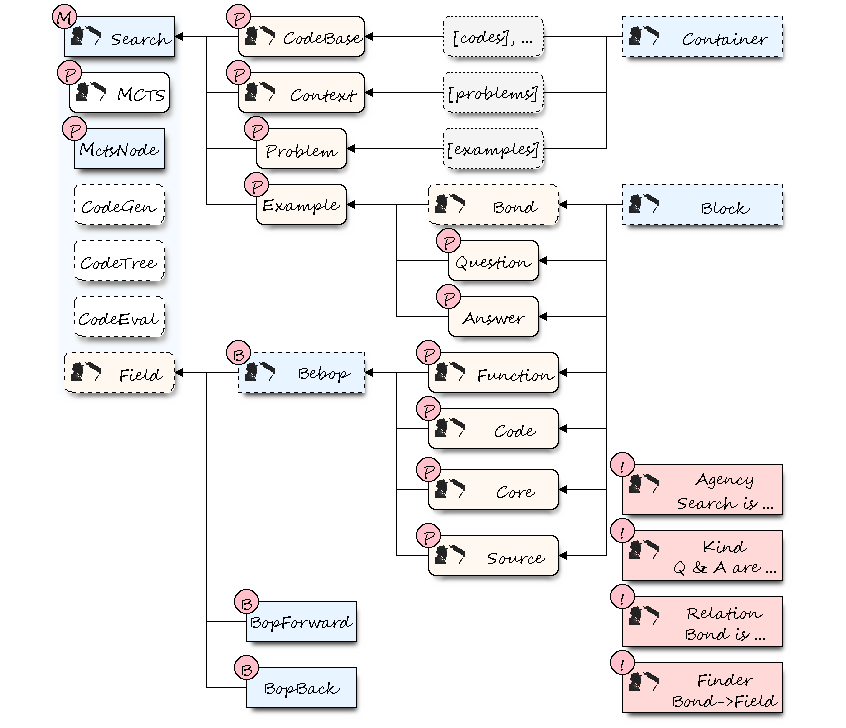 M
Search
P
CodeBase
[codes], ...
Container
P
MCTS
P
Context
[problems]
P
MctsNode
P
Problem
[examples]
CodeGen
P
Example
Bond
Block
CodeTree
P
Question
CodeEval
P
Answer
Field
B
Bebop
P
Function
P
Code
P
Core
P
Source
!
Agency
Search is ...
!
Kind
Q & A are ...
!
Relation
Bond is ...
!
Finder
Bond->Field
B
BopForward
B
BopBack